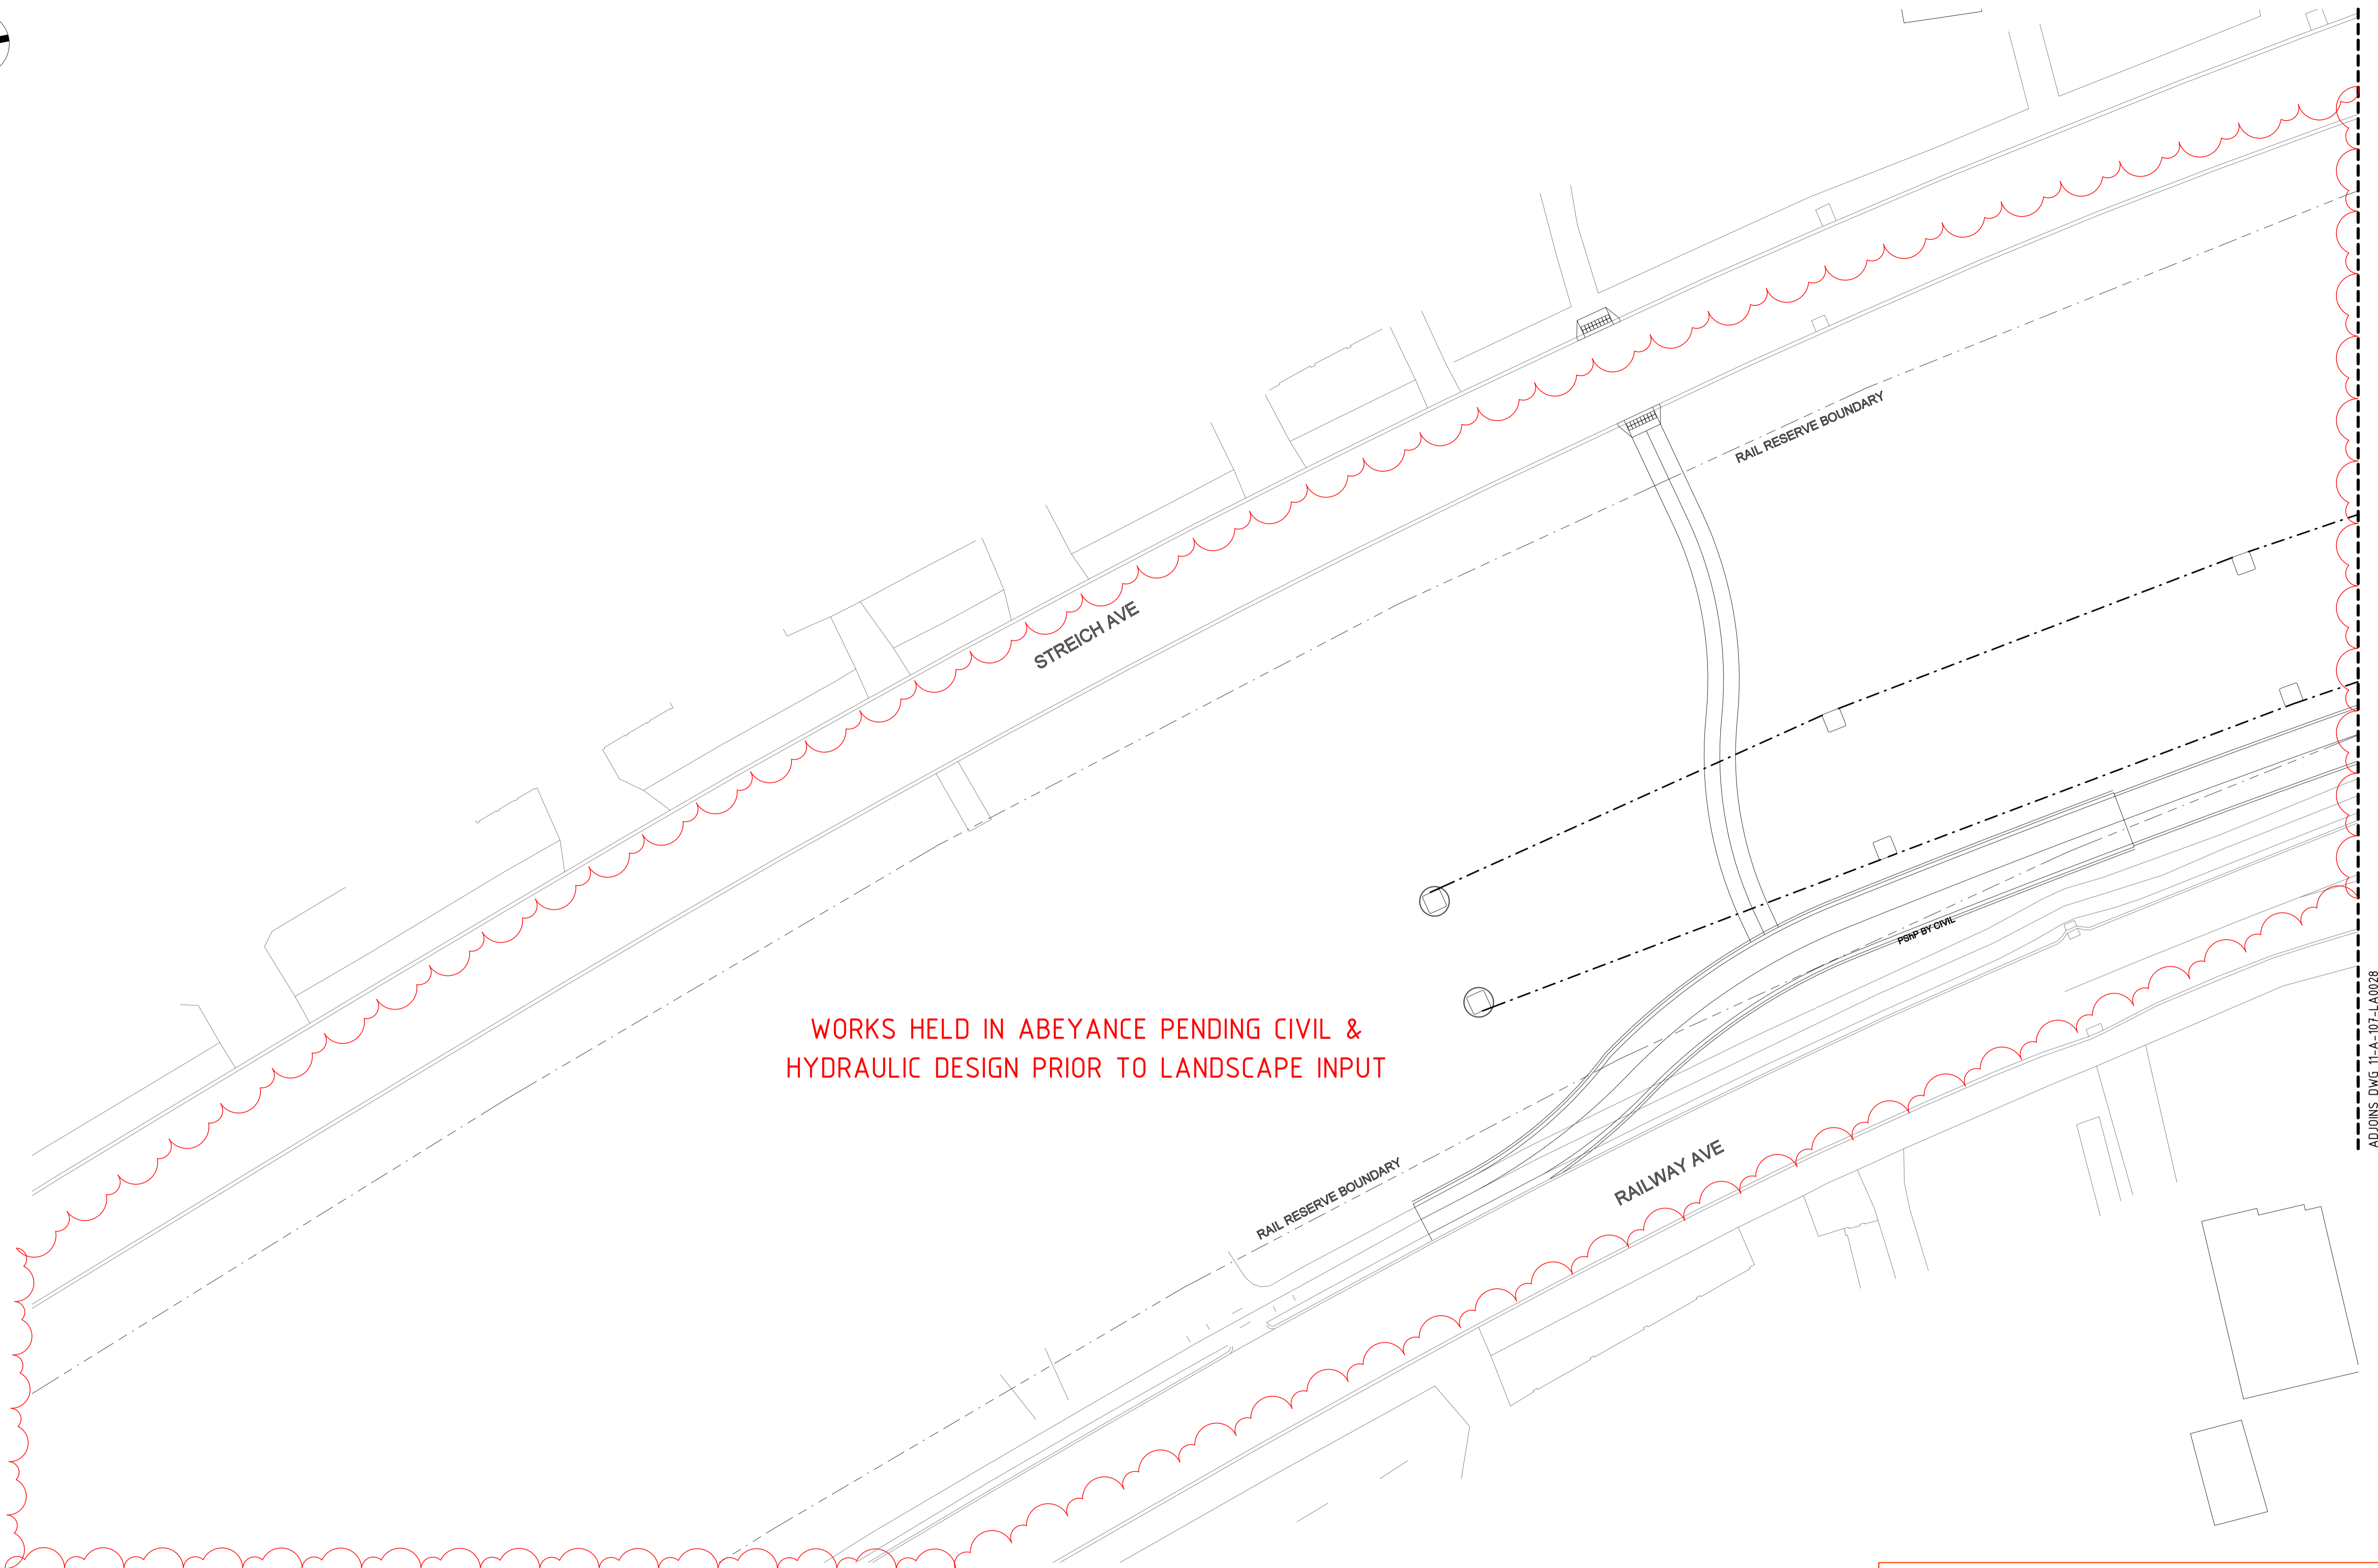 RAIL RESERVE BOUNDARY
STREICH AVE
PShP BY CIVIL
WORKS HELD IN ABEYANCE PENDING CIVIL &
HYDRAULIC DESIGN PRIOR TO LANDSCAPE INPUT
ADJOINS DWG 11-A-107-LA0028
RAILWAY AVE
RAIL RESERVE BOUNDARY